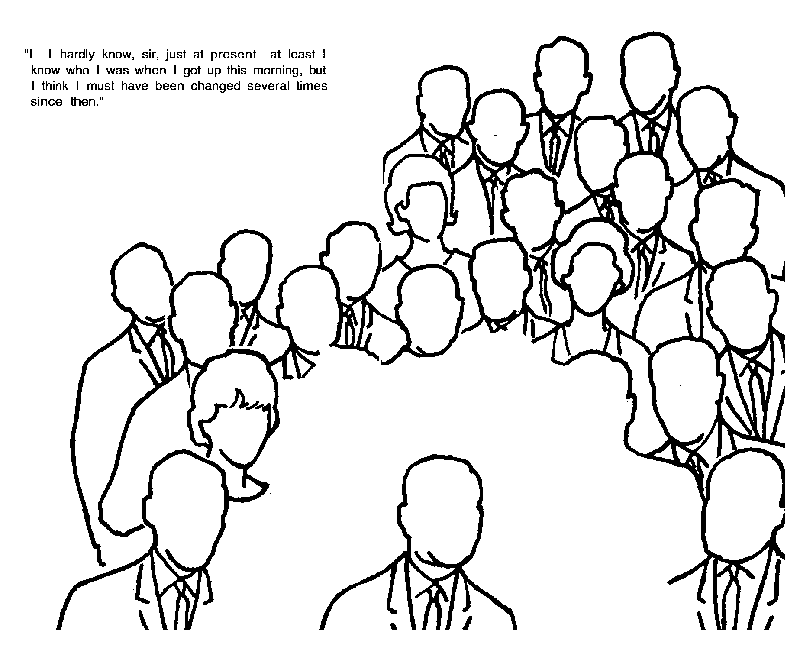 "I  I hardly know, sir, just at present  at least I
know who I was when I got up this morning, but
I think I must have been changed several times
since then."